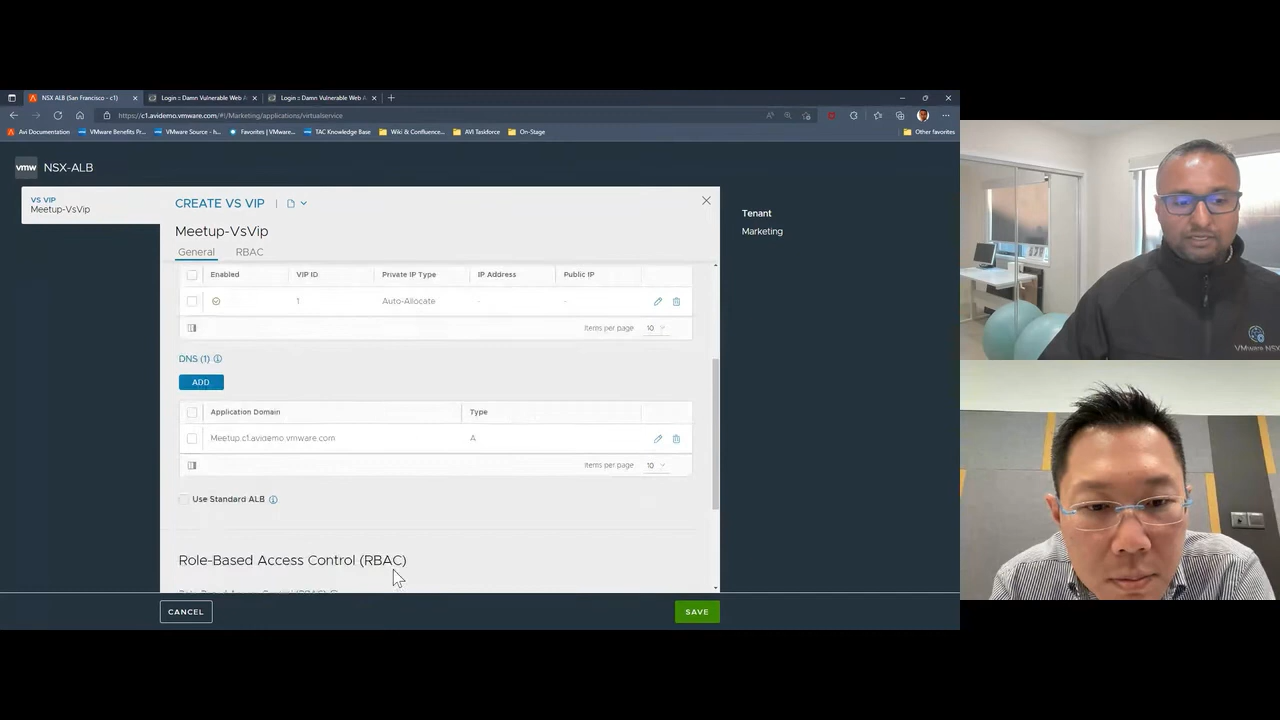 NSX ALB (San Francisco - c1)
Login :: Damn Vulnerable Web A
Login :: Damn Vulnerable Web A
https://c1.avidemo.vmware.com/#!/Marketing/applications/virtualservice
Avi Documentation
VMware Benefits Pr...
VMware Source - h...
Favorites (VMware...
TAC Knowledge Base
Wiki & Confluence...
AVI Taskforce
On-Stage
Other favorites
vmw NSX-ALB
VS VIP
Meetup-VsVip
CREATE VS VIP
Meetup-VsVip
General RBAC
Tenant
Marketing
Enabled VIP ID Private IP Type IP Address Public IP
1 Auto-Allocate - -
Items per page 10
DNS (1)
ADD
Application Domain Type
Meetup.c1.avidemo.vmware.com A
Items per page 10
Use Standard ALB
Role-Based Access Control (RBAC)
CANCEL
SAVE
VMware NSX